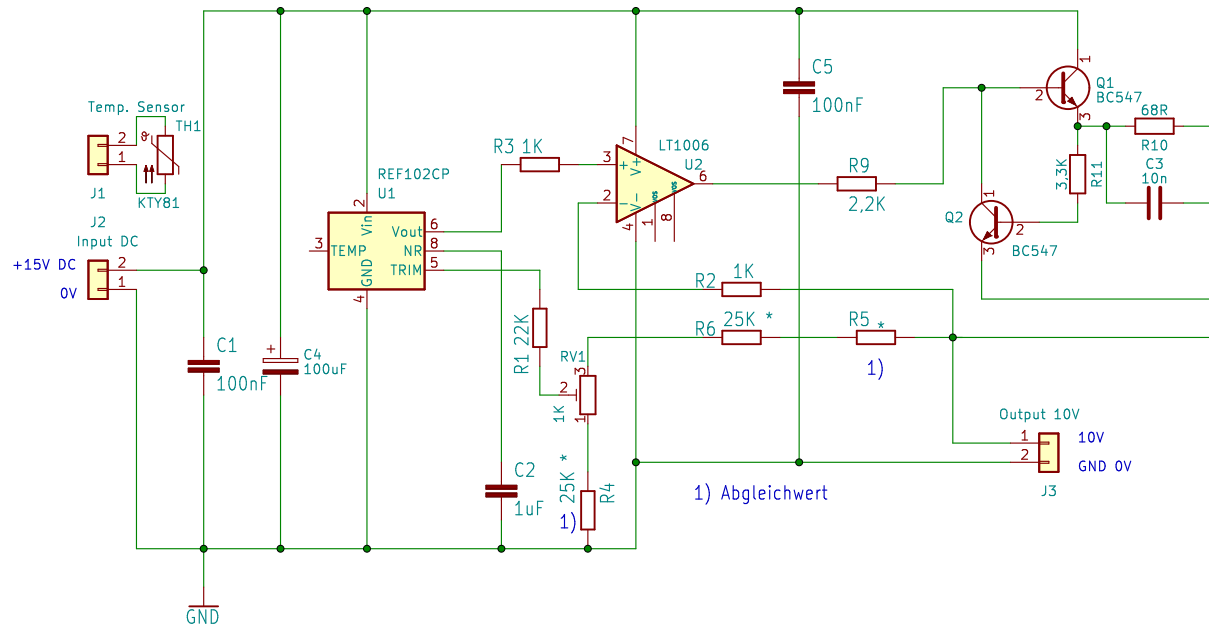 Temp. Sensor
2
1
J1
ϑ
TH1
KTY81
J2
Input DC
+15V DC
2
0V
1
C1
100nF
+
C4
100uF
GND
REF102CP
U1
2
Vin
3
TEMP
Vout
6
NR
8
TRIM
5
GND
4
R3 1K
R1 22K
RV1
3
2
1
1K
C2
1uF
25K *
R4
1)
LT1006
U2
7
V+
3
+
2
-
V-
4
1
8
VOS
VOS
6
C5
100nF
R9
2,2K
R2
1K
R6
25K *
R5
*
1)
Q1
BC547
1
2
3
68R
R10
3.3K
R11
C3
10n
Q2
1
2
3
BC547
Output 10V
1
10V
2
GND 0V
J3
1) Abgleichwert